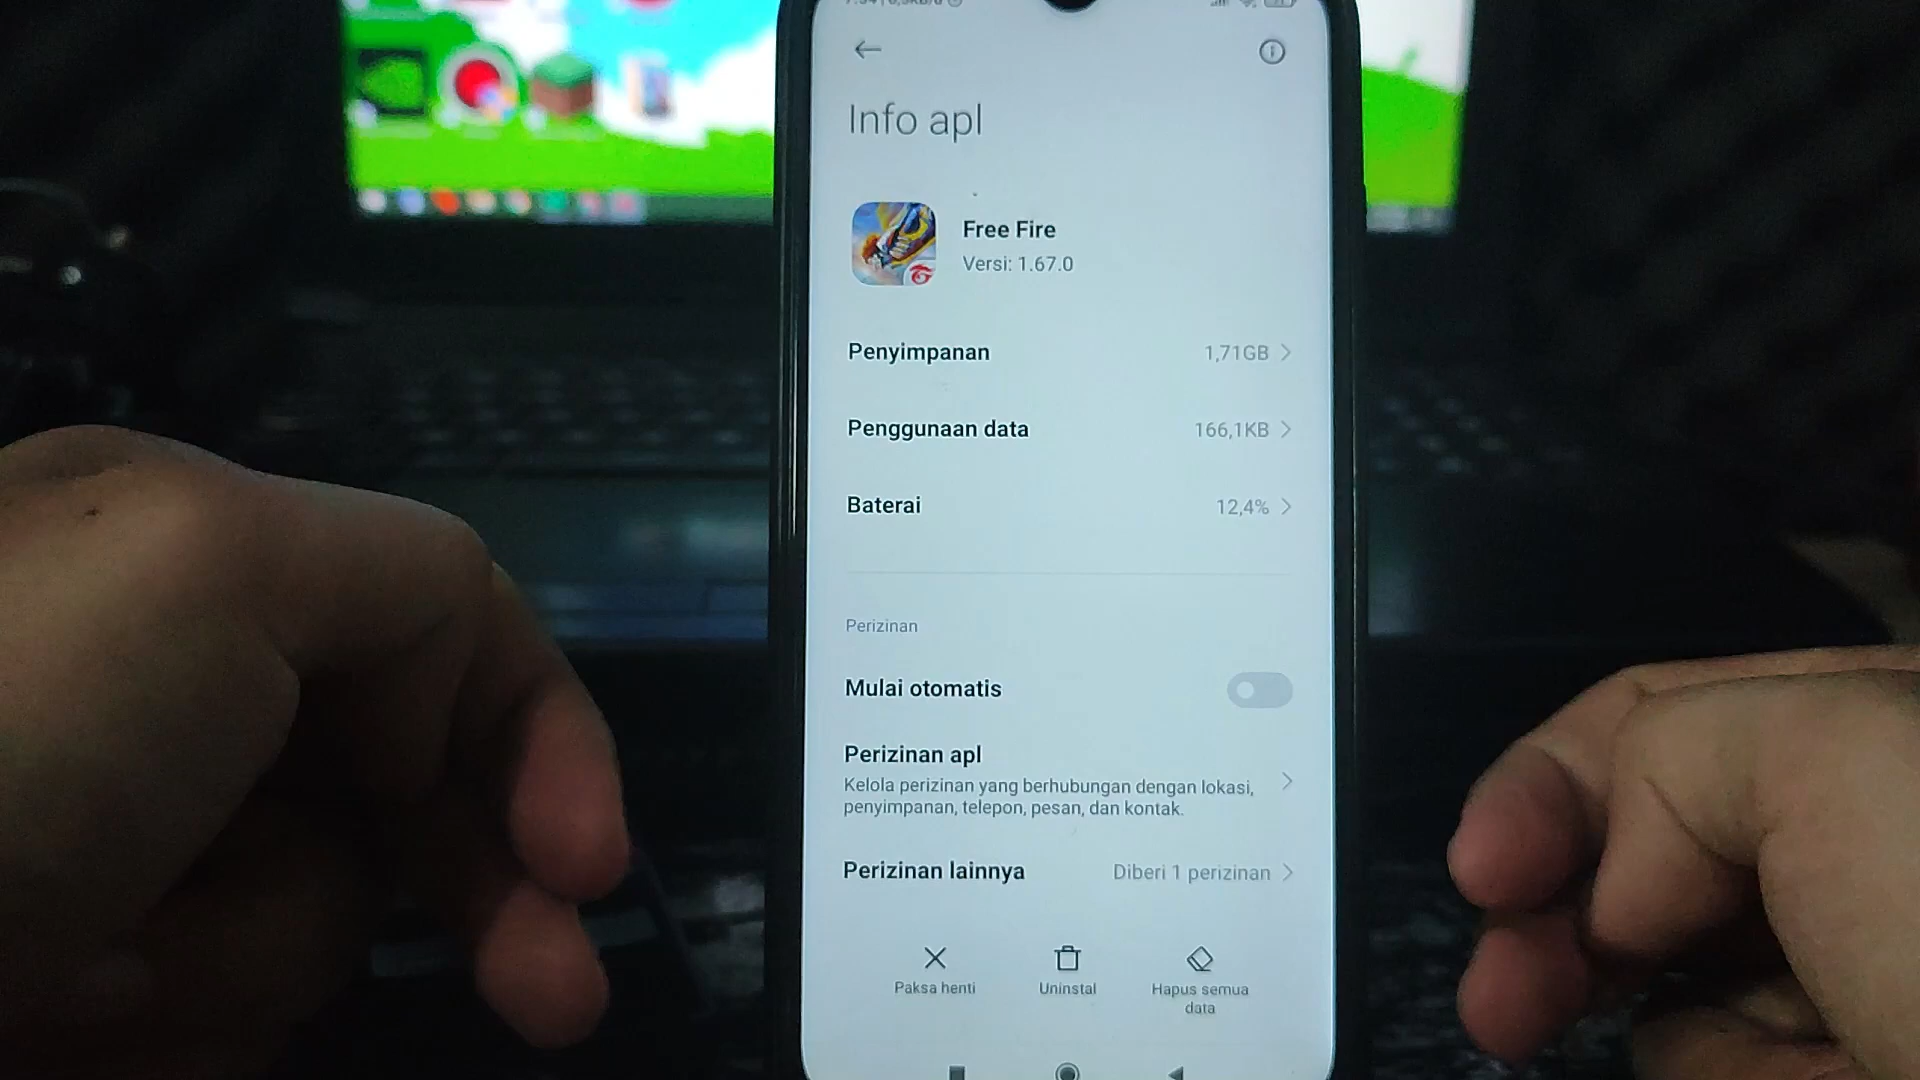 Info apl
Free Fire
Versi: 1.67.0
Penyimpanan 1,71GB
Penggunaan data 166,1KB
Baterai 12,4%
Perizinan
Mulai otomatis
Perizinan apl
Kelola perizinan yang berhubungan dengan lokasi,
penyimpanan, telepon, pesan, dan kontak.
Perizinan lainnya Diberi 1 perizinan
Paksa henti Uninstal Hapus semua
data